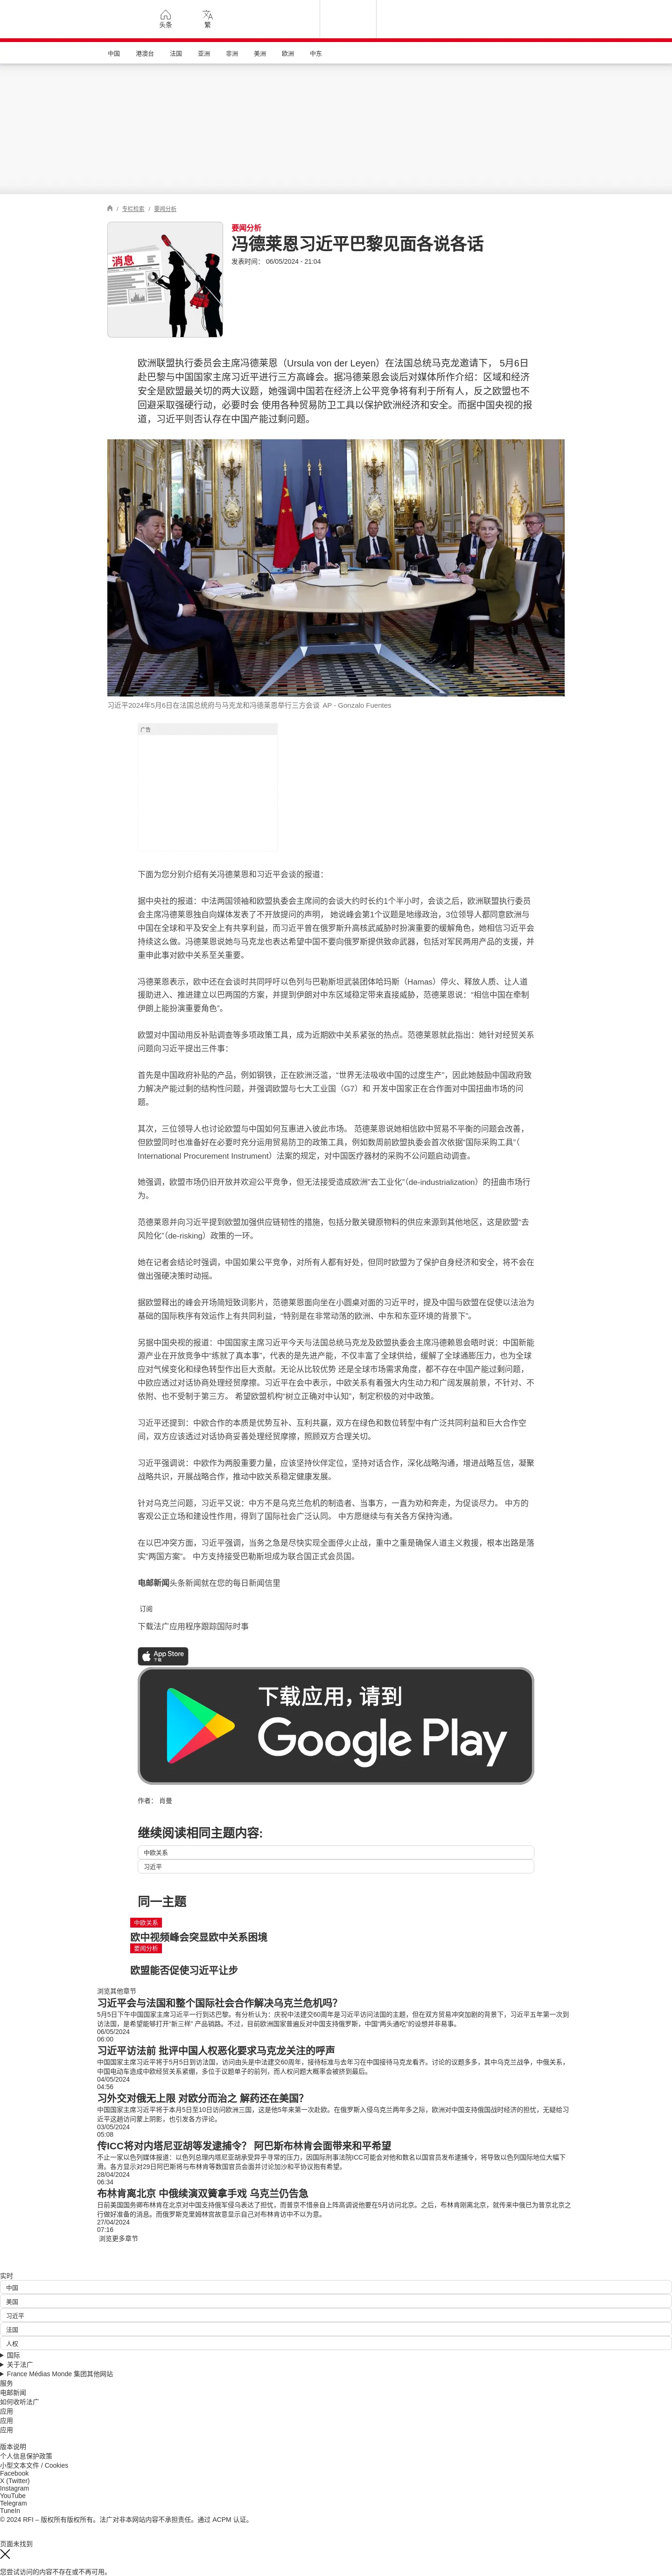 头条
繁
中国 港澳台 法国 亚洲 非洲 美洲 欧洲 中东
/ 专栏检索 / 要闻分析
消息
要闻分析
冯德莱恩习近平巴黎见面各说各话
发表时间： 06/05/2024 - 21:04
欧洲联盟执行委员会主席冯德莱恩（Ursula von der Leyen）在法国总统马克龙邀请下， 5月6日
赴巴黎与中国国家主席习近平进行三方高峰会。据冯德莱恩会谈后对媒体所作介绍：区域和经济
安全是欧盟最关切的两大议题，她强调中国若在经济上公平竞争将有利于所有人，反之欧盟也不
回避采取强硬行动，必要时会 使用各种贸易防卫工具以保护欧洲经济和安全。而据中国央视的报
道，习近平则否认存在中国产能过剩问题。
习近平2024年5月6日在法国总统府与马克龙和冯德莱恩举行三方会谈 AP - Gonzalo Fuentes
广告
下面为您分别介绍有关冯德莱恩和习近平会谈的报道：
据中央社的报道：中法两国领袖和欧盟执委会主席间的会谈大约时长约1个半小时，会谈之后，欧洲联盟执行委员
会主席冯德莱恩独自向媒体发表了不开放提问的声明， 她说峰会第1个议题是地缘政治，3位领导人都同意欧洲与
中国在全球和平及安全上有共享利益，而习近平曾在俄罗斯升高核武威胁时扮演重要的缓解角色，她相信习近平会
持续这么做。冯德莱恩说她与马克龙也表达希望中国不要向俄罗斯提供致命武器，包括对军民两用产品的支援，并
重申此事对欧中关系至关重要。
冯德莱恩表示，欧中还在会谈时共同呼吁以色列与巴勒斯坦武装团体哈玛斯（Hamas）停火、释放人质、让人道
援助进入、推进建立以巴两国的方案，并提到伊朗对中东区域稳定带来直接威胁，范德莱恩说：“相信中国在牵制
伊朗上能扮演重要角色”。
欧盟对中国动用反补贴调查等多项政策工具，成为近期欧中关系紧张的热点。范德莱恩就此指出：她针对经贸关系
问题向习近平提出三件事：
首先是中国政府补贴的产品，例如钢铁，正在欧洲泛滥，“世界无法吸收中国的过度生产”，因此她鼓励中国政府致
力解决产能过剩的结构性问题，并强调欧盟与七大工业国（G7）和 开发中国家正在合作面对中国扭曲市场的问
题。
其次，三位领导人也讨论欧盟与中国如何互惠进入彼此市场。 范德莱恩说她相信欧中贸易不平衡的问题会改善，
但欧盟同时也准备好在必要时充分运用贸易防卫的政策工具，例如数周前欧盟执委会首次依据“国际采购工具”（
International Procurement Instrument）法案的规定，对中国医疗器材的采购不公问题启动调查。
她强调，欧盟市场仍旧开放并欢迎公平竞争，但无法接受造成欧洲“去工业化”（de-industrialization）的扭曲市场行
为。
范德莱恩并向习近平提到欧盟加强供应链韧性的措施，包括分散关键原物料的供应来源到其他地区，这是欧盟“去
风险化”（de-risking）政策的一环。
她在记者会结论时强调，中国如果公平竞争，对所有人都有好处，但同时欧盟为了保护自身经济和安全，将不会在
做出强硬决策时动摇。
据欧盟释出的峰会开场简短致词影片，范德莱恩面向坐在小圆桌对面的习近平时，提及中国与欧盟在促使以法治为
基础的国际秩序有效运作上有共同利益，“特别是在非常动荡的欧洲、中东和东亚环境的背景下”。
另据中国央视的报道：中国国家主席习近平今天与法国总统马克龙及欧盟执委会主席冯德赖恩会晤时说：中国新能
源产业在开放竞争中“练就了真本事”，代表的是先进产能，不仅丰富了全球供给，缓解了全球通膨压力，也为全球
应对气候变化和绿色转型作出巨大贡献。无论从比较优势 还是全球市场需求角度，都不存在中国产能过剩问题，
中欧应透过对话协商处理经贸摩擦。习近平在会中表示，中欧关系有着强大内生动力和广阔发展前景，不针对、不
依附、也不受制于第三方。 希望欧盟机构“树立正确对中认知”，制定积极的对中政策。
习近平还提到：中欧合作的本质是优势互补、互利共赢，双方在绿色和数位转型中有广泛共同利益和巨大合作空
间，双方应该透过对话协商妥善处理经贸摩擦，照顾双方合理关切。
习近平强调说：中欧作为两股重要力量，应该坚持伙伴定位，坚持对话合作，深化战略沟通，增进战略互信，凝聚
战略共识，开展战略合作，推动中欧关系稳定健康发展。
针对乌克兰问题，习近平又说：中方不是乌克兰危机的制造者、当事方，一直为劝和奔走，为促谈尽力。 中方的
客观公正立场和建设性作用，得到了国际社会广泛认同。 中方愿继续与有关各方保持沟通。
在以巴冲突方面，习近平强调，当务之急是尽快实现全面停火止战，重中之重是确保人道主义救援，根本出路是落
实“两国方案”。 中方支持接受巴勒斯坦成为联合国正式会员国。
电邮新闻头条新闻就在您的每日新闻信里
订阅
下载法广应用程序跟踪国际时事
App Store
下载
下载应用，请到
Google Play
作者： 肖曼
继续阅读相同主题内容:
中欧关系
习近平
同一主题
中欧关系
欧中视频峰会突显欧中关系困境
要闻分析
欧盟能否促使习近平让步
浏览其他章节
习近平会与法国和整个国际社会合作解决乌克兰危机吗？
5月5日下午中国国家主席习近平一行到达巴黎。有分析认为：庆祝中法建交60周年是习近平访问法国的主题，但在双方贸易冲突加剧的背景下，习近平五年第一次到
访法国，是希望能够打开“新三样” 产品销路。不过，目前欧洲国家普遍反对中国支持俄罗斯，中国“两头通吃”的设想并非易事。
06/05/2024
06:00
习近平访法前 批评中国人权恶化要求马克龙关注的呼声
中国国家主席习近平将于5月5日到访法国，访问由头是中法建交60周年，接待标准与去年习在中国接待马克龙看齐。讨论的议题多多，其中乌克兰战争，中俄关系，
中国电动车造成中欧经贸关系紧绷，多位于议题单子的前列，而人权问题大概率会被挤到最后。
04/05/2024
04:56
习外交对俄无上限 对欧分而治之 解药还在美国？
中国国家主席习近平将于本月5日至10日访问欧洲三国，这是他5年来第一次赴欧。在俄罗斯入侵乌克兰两年多之际，欧洲对中国支持俄国战时经济的担忧，无疑给习
近平这趟访问蒙上阴影，也引发各方评论。
03/05/2024
05:08
传ICC将对内塔尼亚胡等发逮捕令？ 阿巴斯布林肯会面带来和平希望
不止一家以色列媒体报道：以色列总理内塔尼亚胡承受异乎寻常的压力，因国际刑事法院ICC可能会对他和数名以国官员发布逮捕令，将导致以色列国际地位大幅下
滑。各方显示对29日阿巴斯将与布林肯等数国官员会面并讨论加沙和平协议抱有希望。
28/04/2024
06:34
布林肯离北京 中俄续演双簧拿手戏 乌克兰仍告急
日前美国国务卿布林肯在北京对中国支持俄军侵乌表达了担忧，而普京不惜亲自上阵高调说他要在5月访问北京。之后，布林肯刚离北京，就传来中俄已为普京北京之
行做好准备的消息。而俄罗斯克里姆林宫故意显示自己对布林肯访中不以为意。
27/04/2024
07:16
浏览更多章节
实时
中国
美国
习近平
法国
人权
国际
关于法广
France Médias Monde 集团其他网站
服务
电邮新闻
如何收听法广
应用
应用
应用
版本说明
个人信息保护政策
小型文本文件 / Cookies
Facebook
X (Twitter)
Instagram
YouTube
Telegram
TuneIn
© 2024 RFI – 版权所有版权所有。法广对非本网站内容不承担责任。通过 ACPM 认证。
页面未找到
您尝试访问的内容不存在或不再可用。